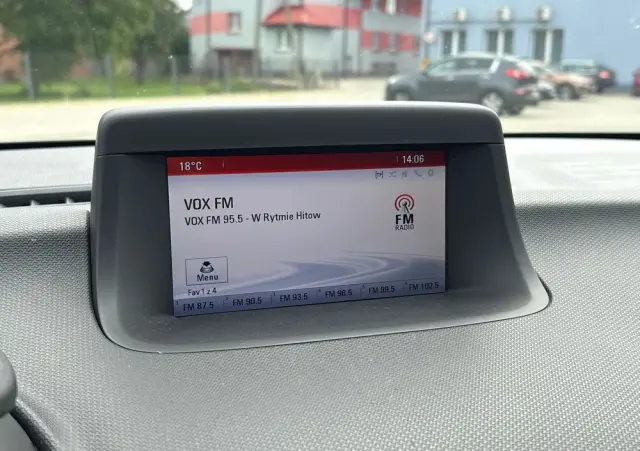 18°C
14:06
VOX FM
VOX FM 95.5 - W Rytmie Hitow
FM
RADIO
Menu
Fav 1 z 4
FM 87.5 FM 90.5 FM 93.5 FM 96.5 FM 99.5 FM 102.5